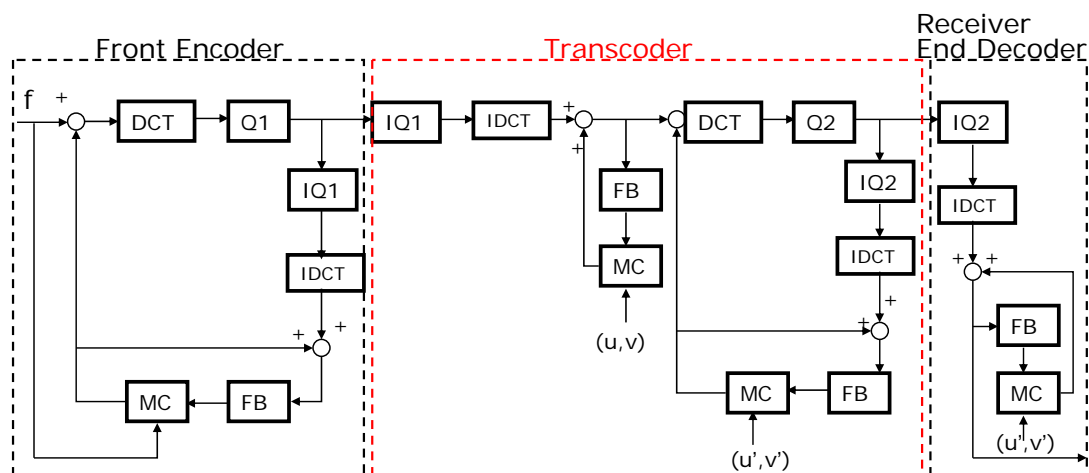 Front Encoder
Transcoder
Receiver
End Decoder
f
+
DCT
Q1
IQ1
IDCT
+
+
DCT
Q2
IQ2
IQ1
FB
IQ2
IDCT
MC
IDCT
IDCT
+
+
(u,v)
+
+
+
+
FB
MC
FB
MC
FB
MC
(u',v')
(u',v')